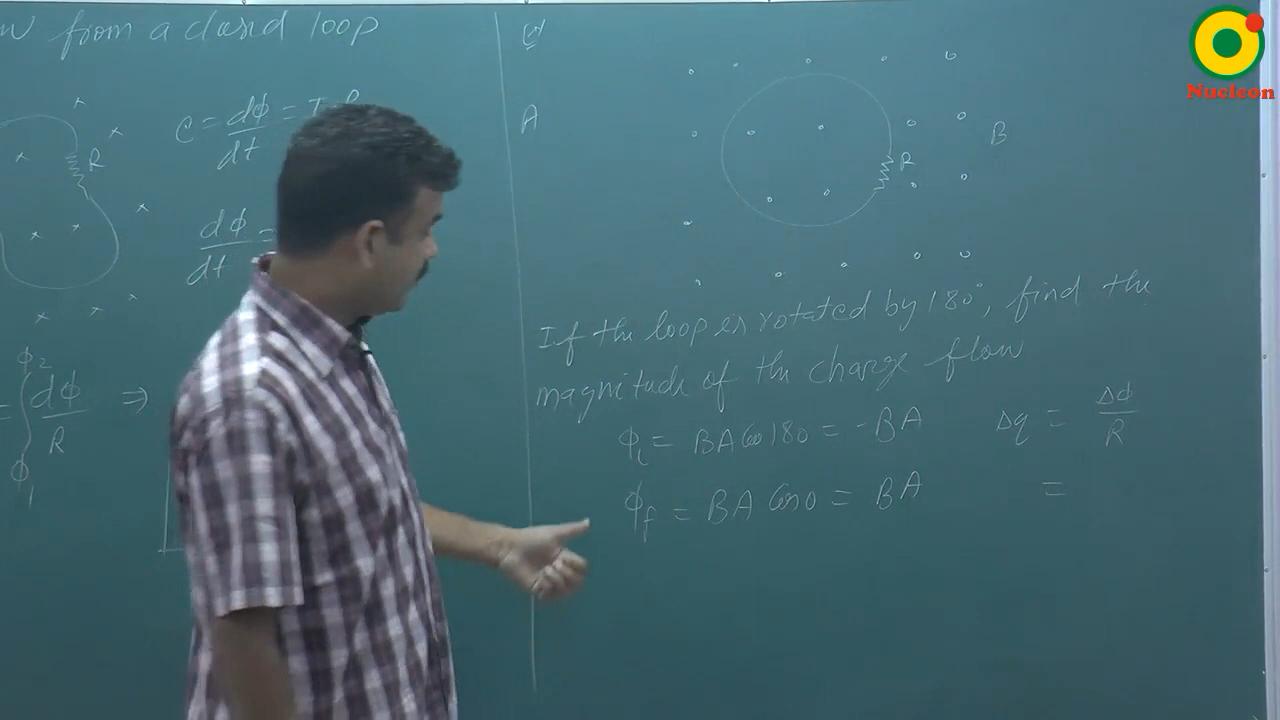 from a closed loop
R
e = dφ/dt =
dφ/dt =
= ∫φ1 φ2 dφ/R ⇒
Q
A
R
B
If the loop is rotated by 180°, find the
magnitude of the charge flow
φi = BA Cos 180 = -BA Δq = Δφ/R
φf = BA Cos 0 = BA =
Nucleon